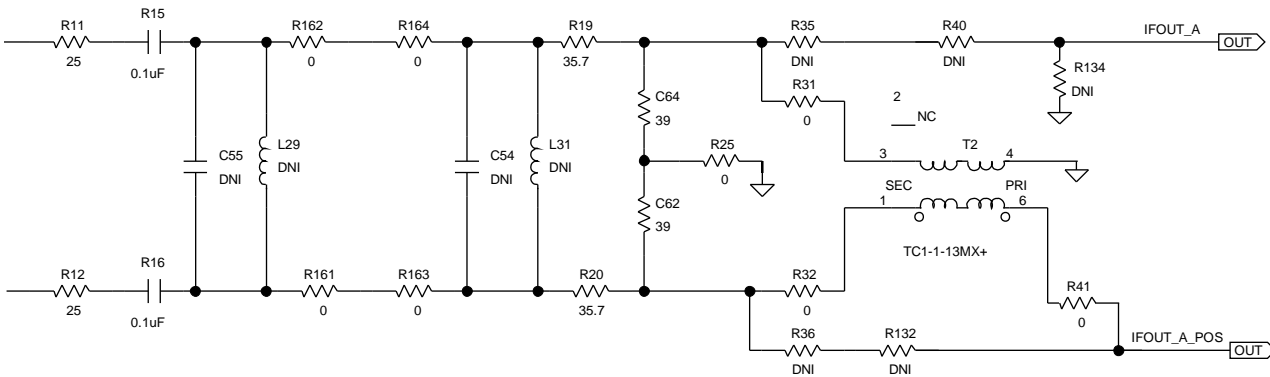 R11
25
R15
0.1uF
R162
0
R164
0
R19
35.7
R35
DNI
R40
DNI
IFOUT_A
OUT
R134
DNI
R31
0
2
NC
C64
39
C55
DNI
L29
DNI
C54
DNI
L31
DNI
R25
0
T2
3
4
SEC
PRI
1
6
TC1-1-13MX+
C62
39
R12
25
R16
0.1uF
R161
0
R163
0
R20
35.7
R32
0
R41
0
R36
DNI
R132
DNI
IFOUT_A_POS
OUT